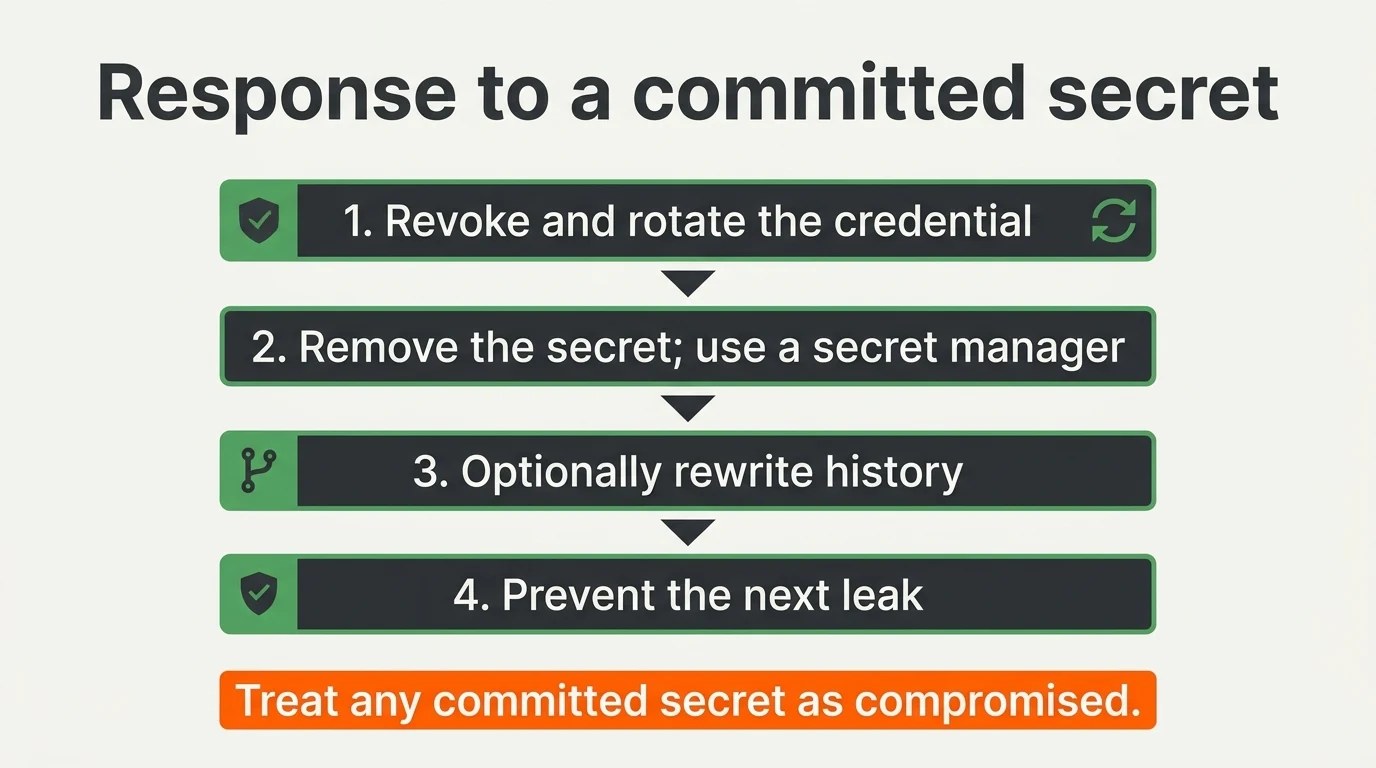 Response to a committed secret
1. Revoke and rotate the credential
2. Remove the secret; use a secret manager
3. Optionally rewrite history
4. Prevent the next leak
Treat any committed secret as compromised.